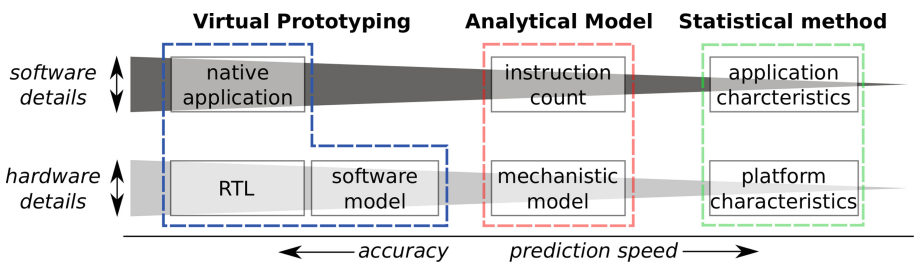 Virtual Prototyping
Analytical Model
Statistical method
software
details
native
application
instruction
count
application
charcteristics
hardware
details
RTL
software
model
mechanistic
model
platform
characteristics
accuracy
prediction speed